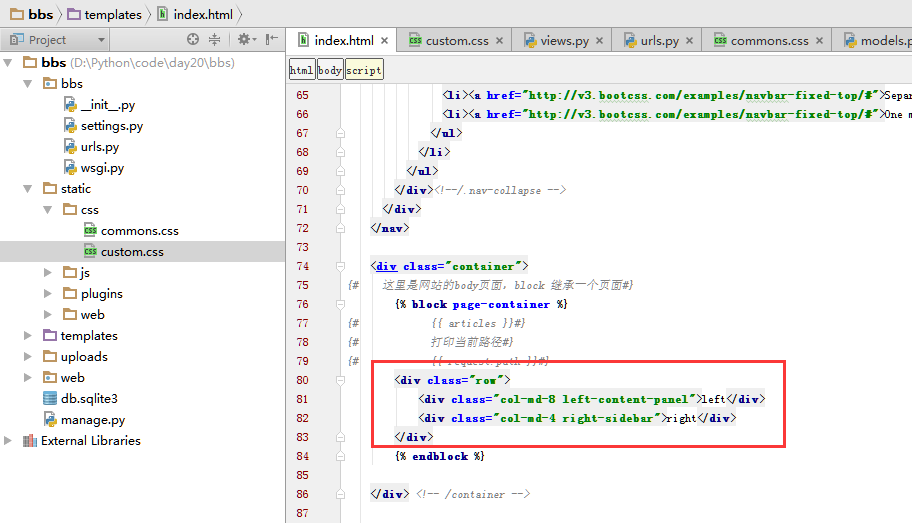 bbs templates index.html
Project
index.html custom.css views.py urls.py commons.css models.p
bbs (D:\Python\code\day20\bbs)
bbs
__init__.py
settings.py
urls.py
wsgi.py
static
css
commons.css
custom.css
js
plugins
web
templates
uploads
web
db.sqlite3
manage.py
External Libraries
html body script
65 <li><a href="http://v3.bootcss.com/examples/navbar-fixed-top/#">Separ
66 <li><a href="http://v3.bootcss.com/examples/navbar-fixed-top/#">One m
67 </ul>
68 </li>
69 </ul>
70 </div><!--/.nav-collapse -->
71 </div>
72 </nav>
73
74 <div class="container">
75 {# 这里是网站的body页面，block 继承一个页面#}
76 {% block page-container %}
77 {# {{ articles }}#}
78 {# 打印当前路径#}
79 {# {{ request.path }}#}
80 <div class="row">
81 <div class="col-md-8 left-content-panel">left</div>
82 <div class="col-md-4 right-sidebar">right</div>
83 </div>
84 {% endblock %}
85
86 </div> <!-- /container -->
87